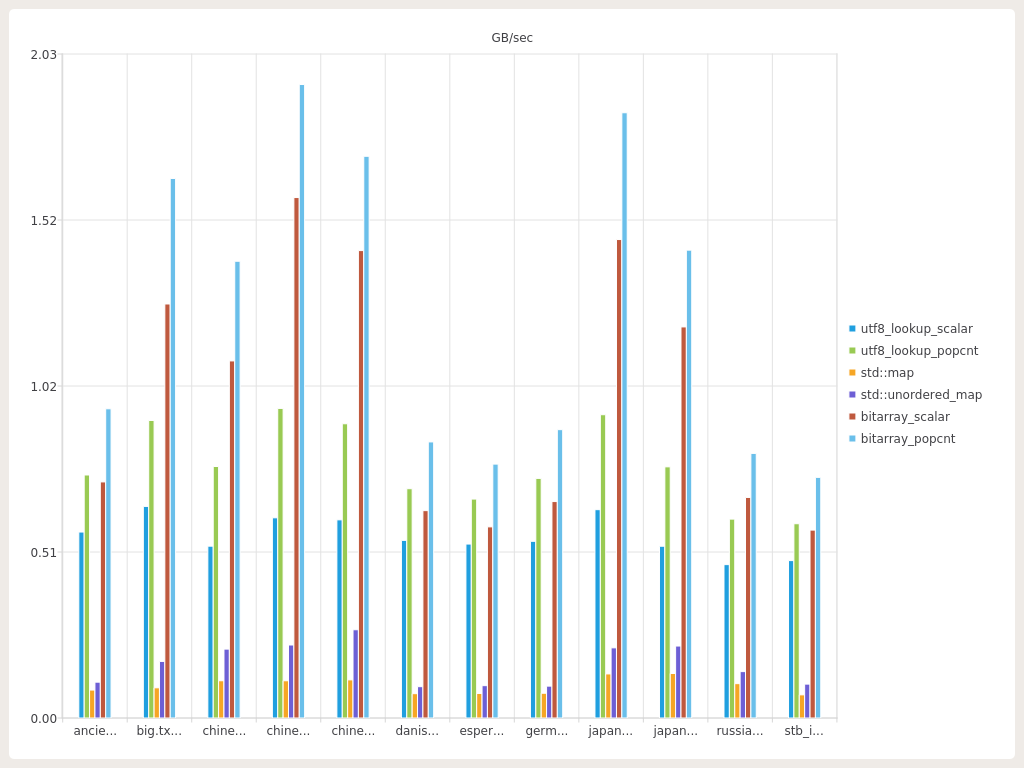 GB/sec
2.03
1.52
1.02
0.51
0.00
ancie...
big.tx...
chine...
chine...
chine...
danis...
esper...
germ...
japan...
japan...
russia...
stb_i...
utf8_lookup_scalar
utf8_lookup_popcnt
std::map
std::unordered_map
bitarray_scalar
bitarray_popcnt